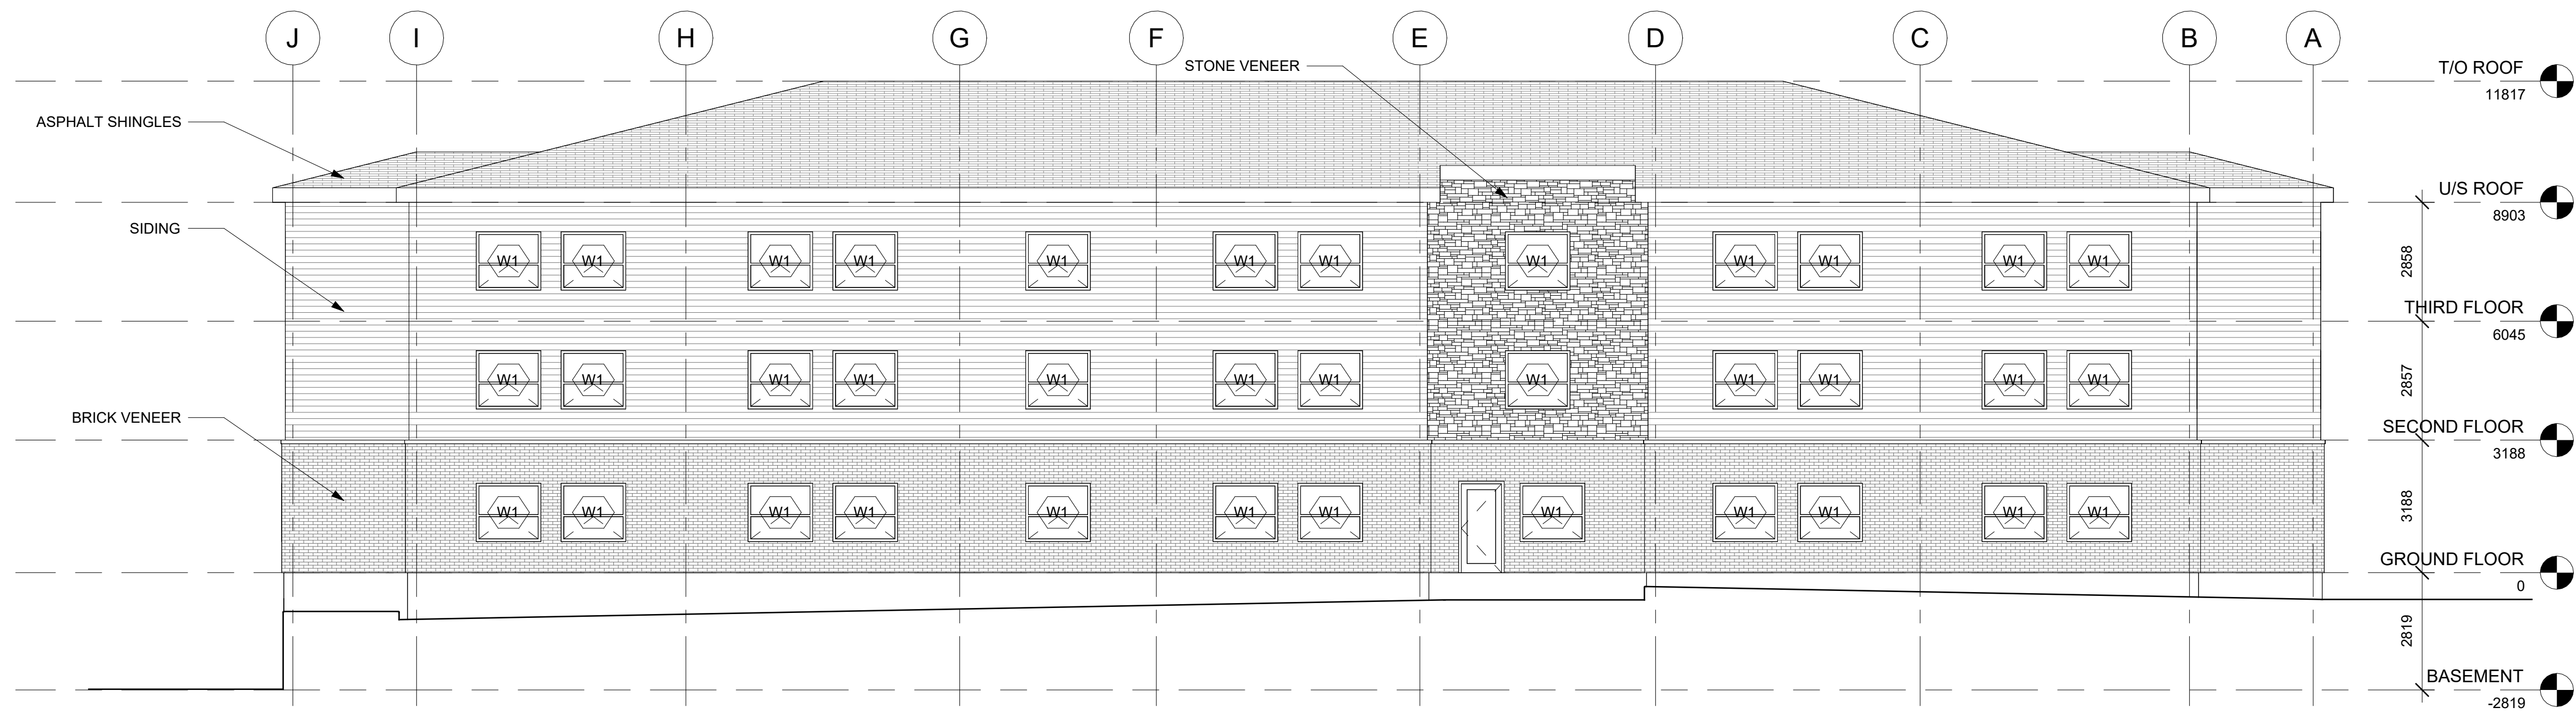 J I H G F E D C B A
STONE VENEER
T/O ROOF
11817
ASPHALT SHINGLES
U/S ROOF
8903
SIDING
W1 W1 W1 W1 W1 W1 W1 W1 W1 W1 W1 W1
2858
THIRD FLOOR
6045
W1 W1 W1 W1 W1 W1 W1 W1 W1 W1 W1 W1
2857
BRICK VENEER
SECOND FLOOR
3188
W1 W1 W1 W1 W1 W1 W1 W1 W1 W1 W1 W1
3188
GROUND FLOOR
0
2819
BASEMENT
-2819